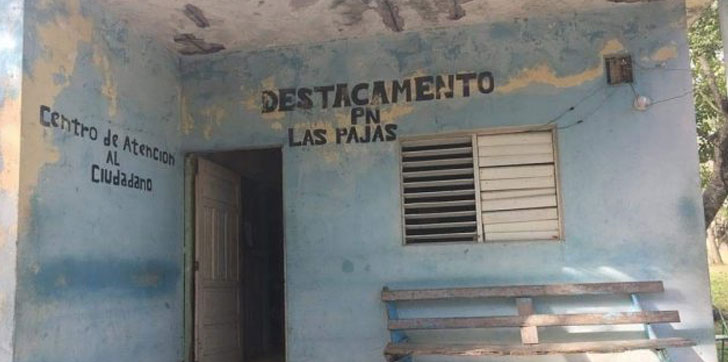 Centro de Atencion
AL
Ciudadano
DESTACAMENTO
PN
LAS PAJAS